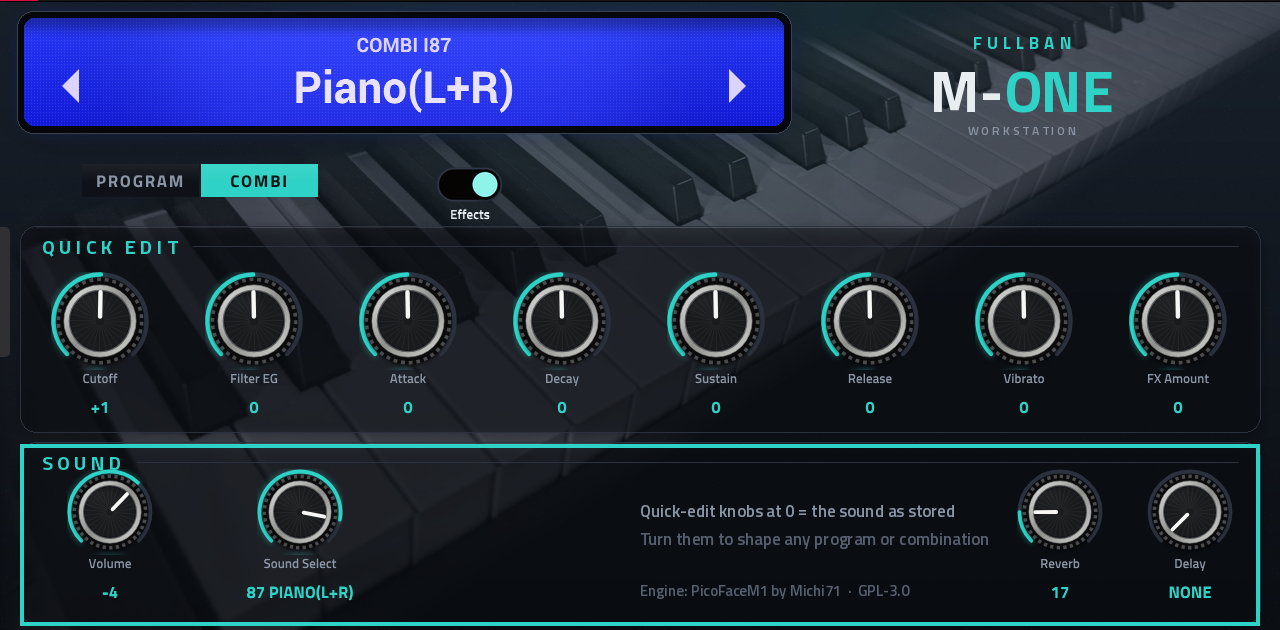 COMBI I87
Piano(L+R)
FULLBAN
M-ONE
WORKSTATION
PROGRAM
COMBI
Effects
QUICK EDIT
Cutoff
Filter EG
Attack
Decay
Sustain
Release
Vibrato
FX Amount
+1
0
0
0
0
0
0
0
SOUND
Quick-edit knobs at 0 = the sound as stored
Turn them to shape any program or combination
Volume
Sound Select
Reverb
Delay
-4
87 PIANO(L+R)
Engine: PicoFaceM1 by Michi71 · GPL-3.0
17
NONE